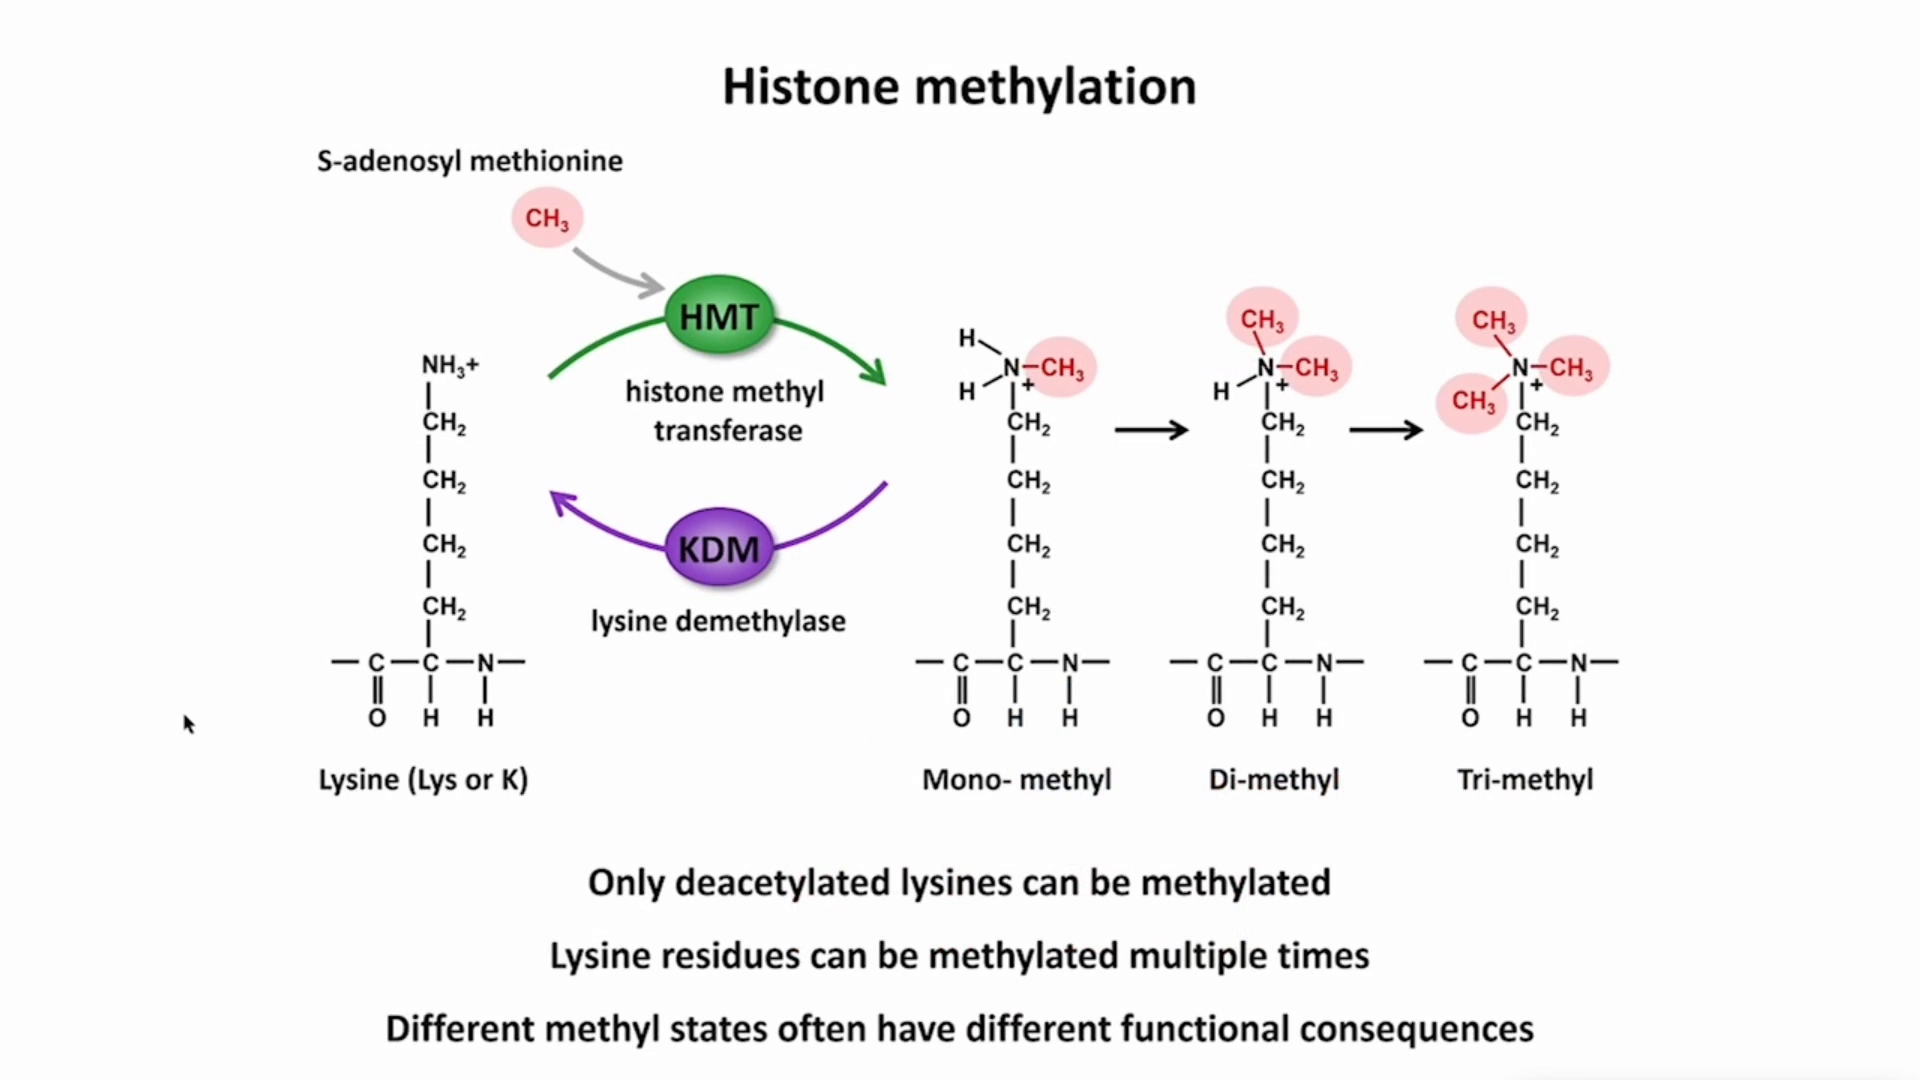 Histone methylation
S-adenosyl methionine
CH₃
HMT
histone methyl
transferase
KDM
lysine demethylase
NH₃+
CH₂
CH₂
CH₂
CH₂
C C N
O H H
Lysine (Lys or K)
H
N CH₃
H +
CH₂
CH₂
CH₂
CH₂
C C N
O H H
Mono- methyl
CH₃
N CH₃
H +
CH₂
CH₂
CH₂
CH₂
C C N
O H H
Di-methyl
CH₃
N CH₃
CH₃ +
CH₂
CH₂
CH₂
CH₂
C C N
O H H
Tri-methyl
Only deacetylated lysines can be methylated
Lysine residues can be methylated multiple times
Different methyl states often have different functional consequences